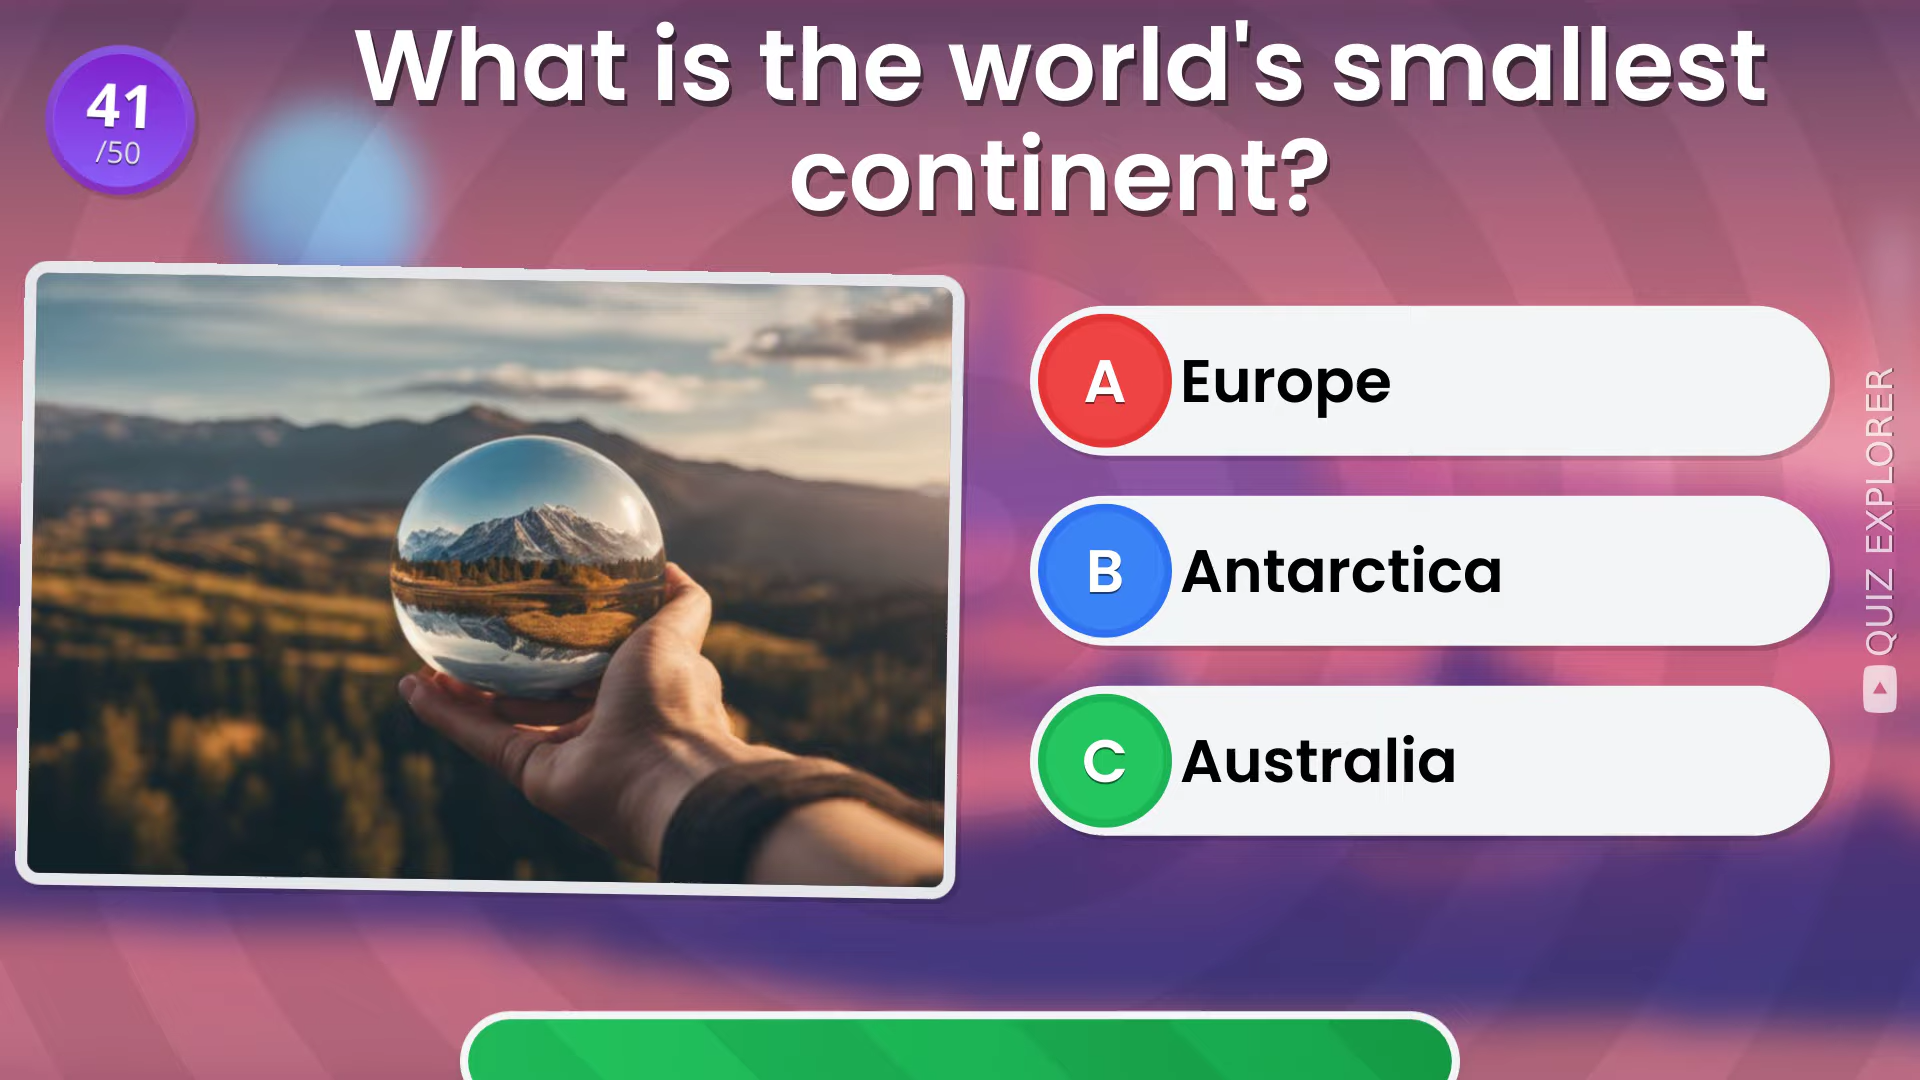 41
/50
What is the world's smallest
continent?
A Europe
B Antarctica
C Australia
QUIZ EXPLORER